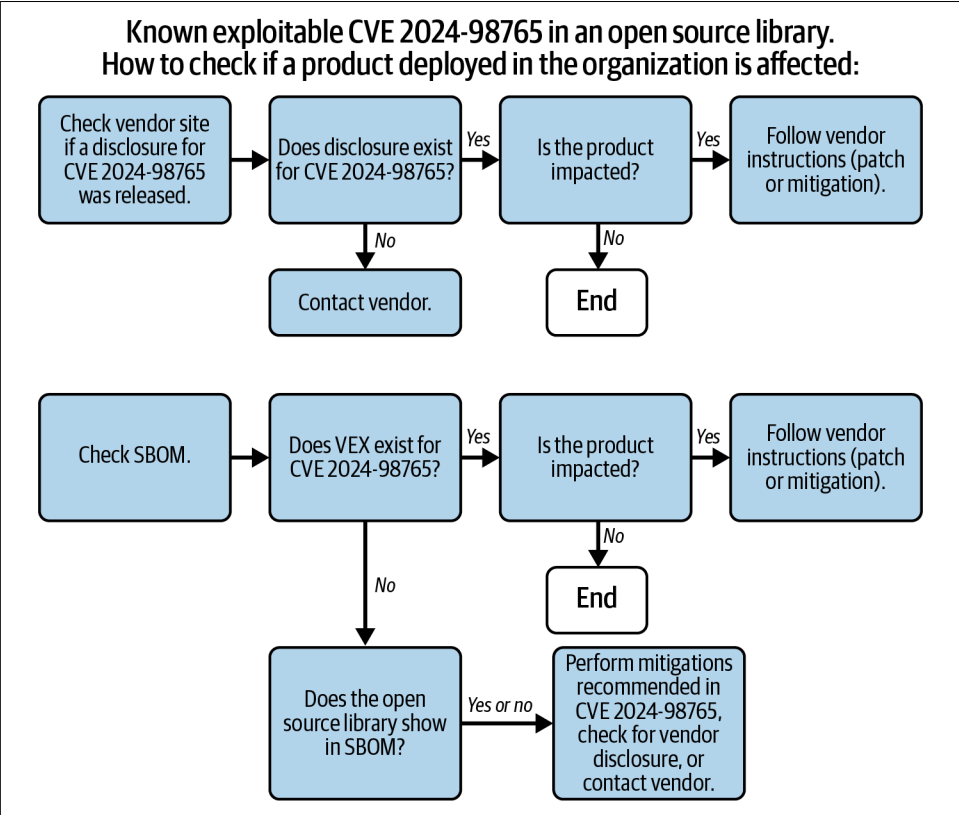 Known exploitable CVE 2024-98765 in an open source library.
How to check if a product deployed in the organization is affected:
Check vendor site
if a disclosure for
CVE 2024-98765
was released.
Does disclosure exist
for CVE 2024-98765?
Yes
Is the product
impacted?
Yes
Follow vendor
instructions (patch
or mitigation).
No
Contact vendor.
No
End
Check SBOM.
Does VEX exist for
CVE 2024-98765?
Yes
Is the product
impacted?
Yes
Follow vendor
instructions (patch
or mitigation).
No
End
No
Does the open
source library show
in SBOM?
Yes or no
Perform mitigations
recommended in
CVE 2024-98765,
check for vendor
disclosure, or
contact vendor.